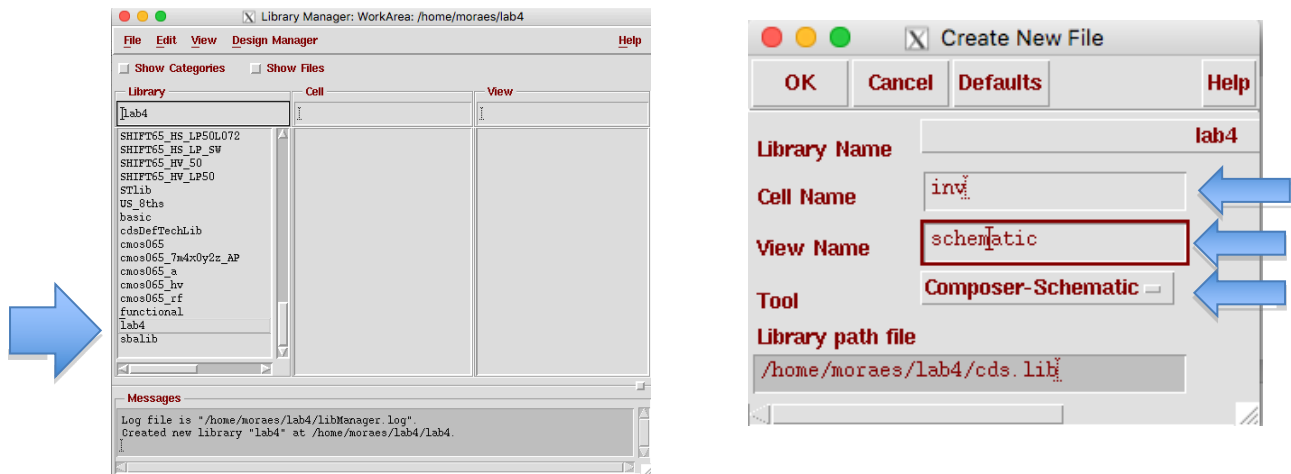 Library Manager: WorkArea: /home/moraes/lab4
File Edit View Design Manager Help
Show Categories Show Files
Library Cell View
lab4
SHIFT65_HS_LP50L072
SHIFT65_HS_LP_SW
SHIFT65_HV_50
SHIFT65_HV_LP50
STlib
US_8ths
basic
cdsDefTechLib
cmos065
cmos065_7m4x0y2z_AP
cmos065_a
cmos065_hv
cmos065_rf
functional
lab4
sbalib
Messages
Log file is "/home/moraes/lab4/libManager.log".
Created new library "lab4" at /home/moraes/lab4/lab4.
Create New File
OK Cancel Defaults Help
Library Name lab4
Cell Name inv
View Name schematic
Tool Composer-Schematic
Library path file
/home/moraes/lab4/cds.lib